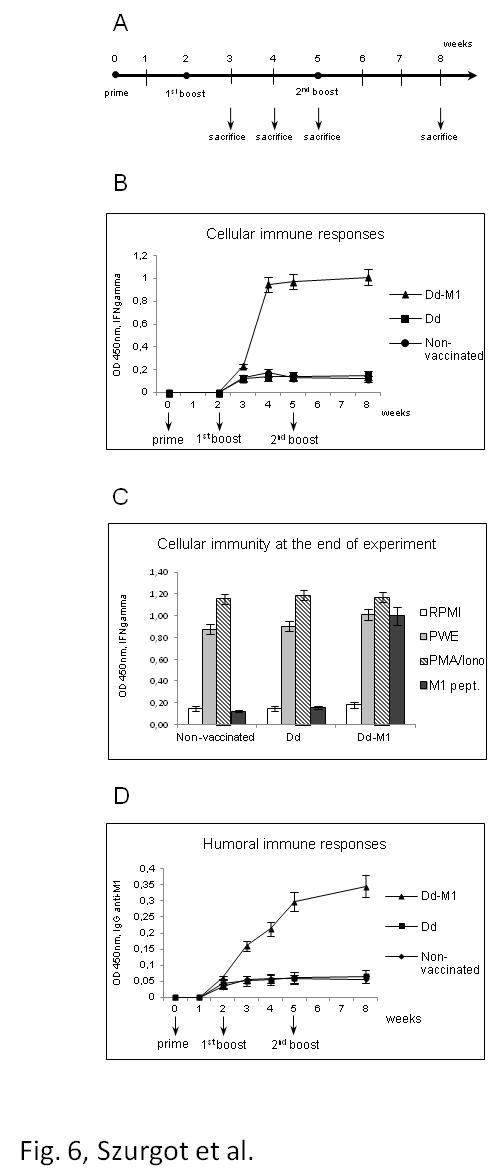 A
weeks
0 1 2 3 4 5 6 7 8
prime 1st boost 2nd boost
sacrifice sacrifice sacrifice sacrifice
B
Cellular immune responses
OD 450nm, IFNgamma
1,2
1
0,8
0,6
0,4
0,2
0
0 1 2 3 4 5 6 7 8
weeks
prime 1st boost 2nd boost
Dd-M1
Dd
Non-
vaccinated
C
Cellular immunity at the end of experiment
OD 450nm, IFNgamma
1,40
1,20
1,00
0,80
0,60
0,40
0,20
0,00
Non-vaccinated Dd Dd-M1
RPMI
PWE
PMA/Iono
M1 pept.
D
Humoral immune responses
OD 450nm, IgG anti-M1
0,4
0,35
0,3
0,25
0,2
0,15
0,1
0,05
0
0 1 2 3 4 5 6 7 8
weeks
prime 1st boost 2nd boost
Dd-M1
Dd
Non-
vaccinated
Fig. 6, Szurgot et al.